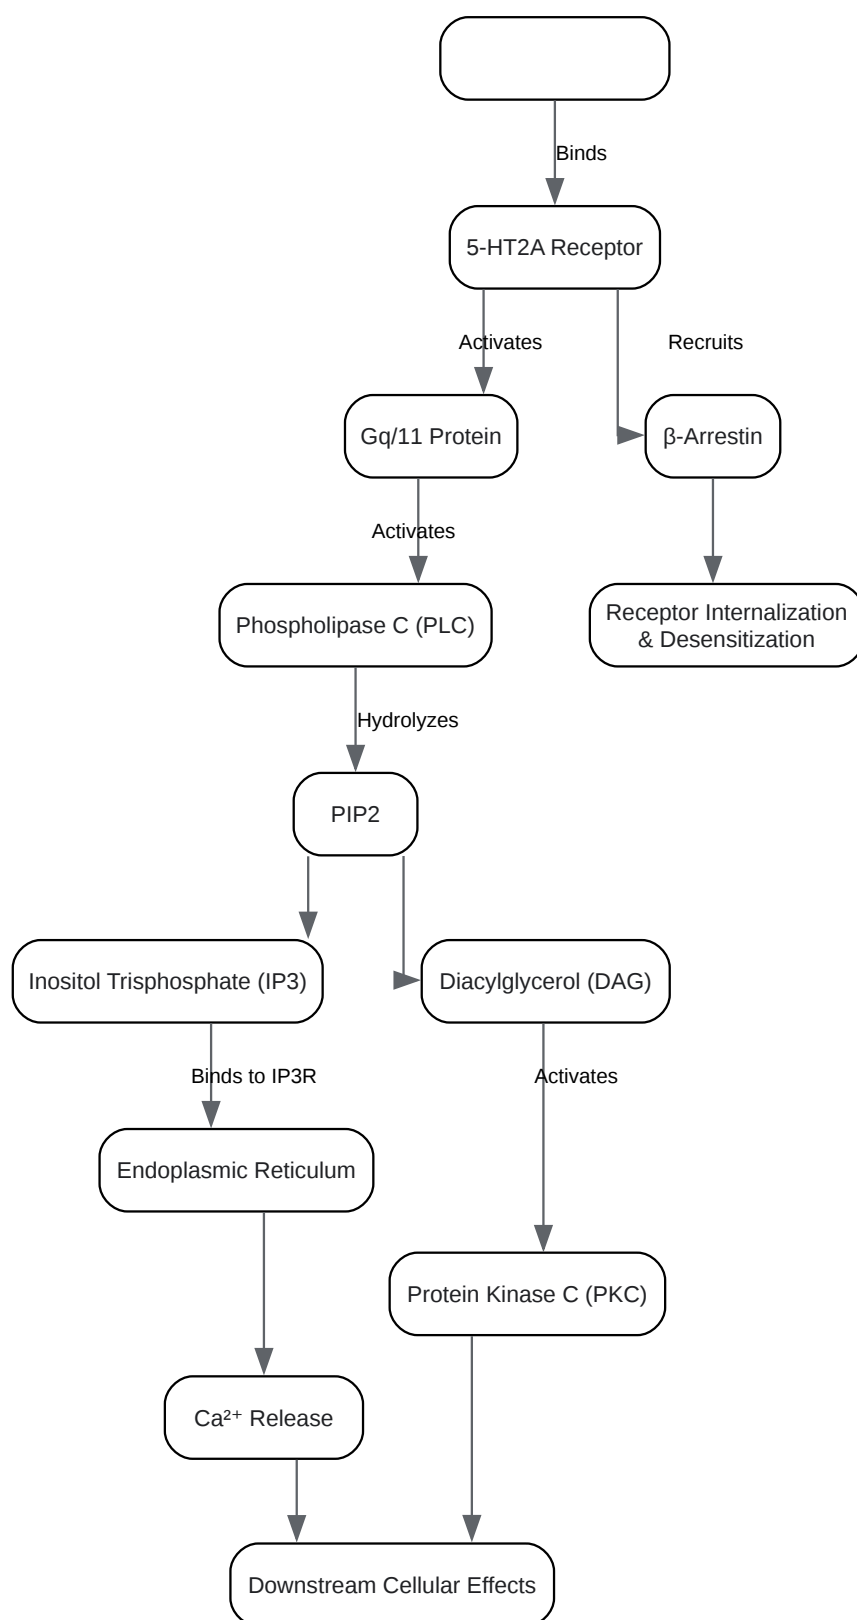 Binds
5-HT2A Receptor
Activates
Recruits
Gq/11 Protein
β-Arrestin
Activates
Phospholipase C (PLC)
Receptor Internalization
& Desensitization
Hydrolyzes
PIP2
Inositol Trisphosphate (IP3)
Diacylglycerol (DAG)
Binds to IP3R
Activates
Endoplasmic Reticulum
Protein Kinase C (PKC)
Ca²⁺ Release
Downstream Cellular Effects